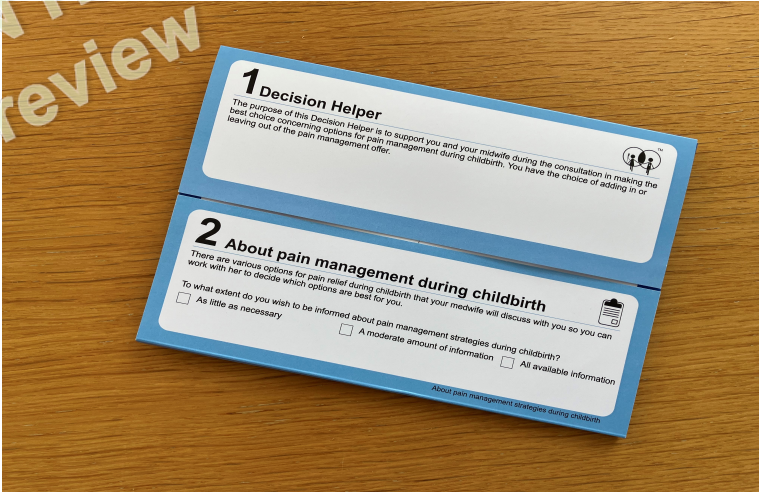 review
1 Decision Helper
The purpose of this Decision Helper is to support you and your midwife during the consultation in making the
best choice concerning options for pain management during childbirth. You have the choice of adding in or
leaving out of the pain management offer.
TM
2 About pain management during childbirth
There are various options for pain relief during childbirth that your medwife will discuss with you so you can
work with her to decide which options are best for you.
To what extent do you wish to be informed about pain management strategies during childbirth?
As little as necessary
A moderate amount of information
All available information
About pain management strategies during childbirth